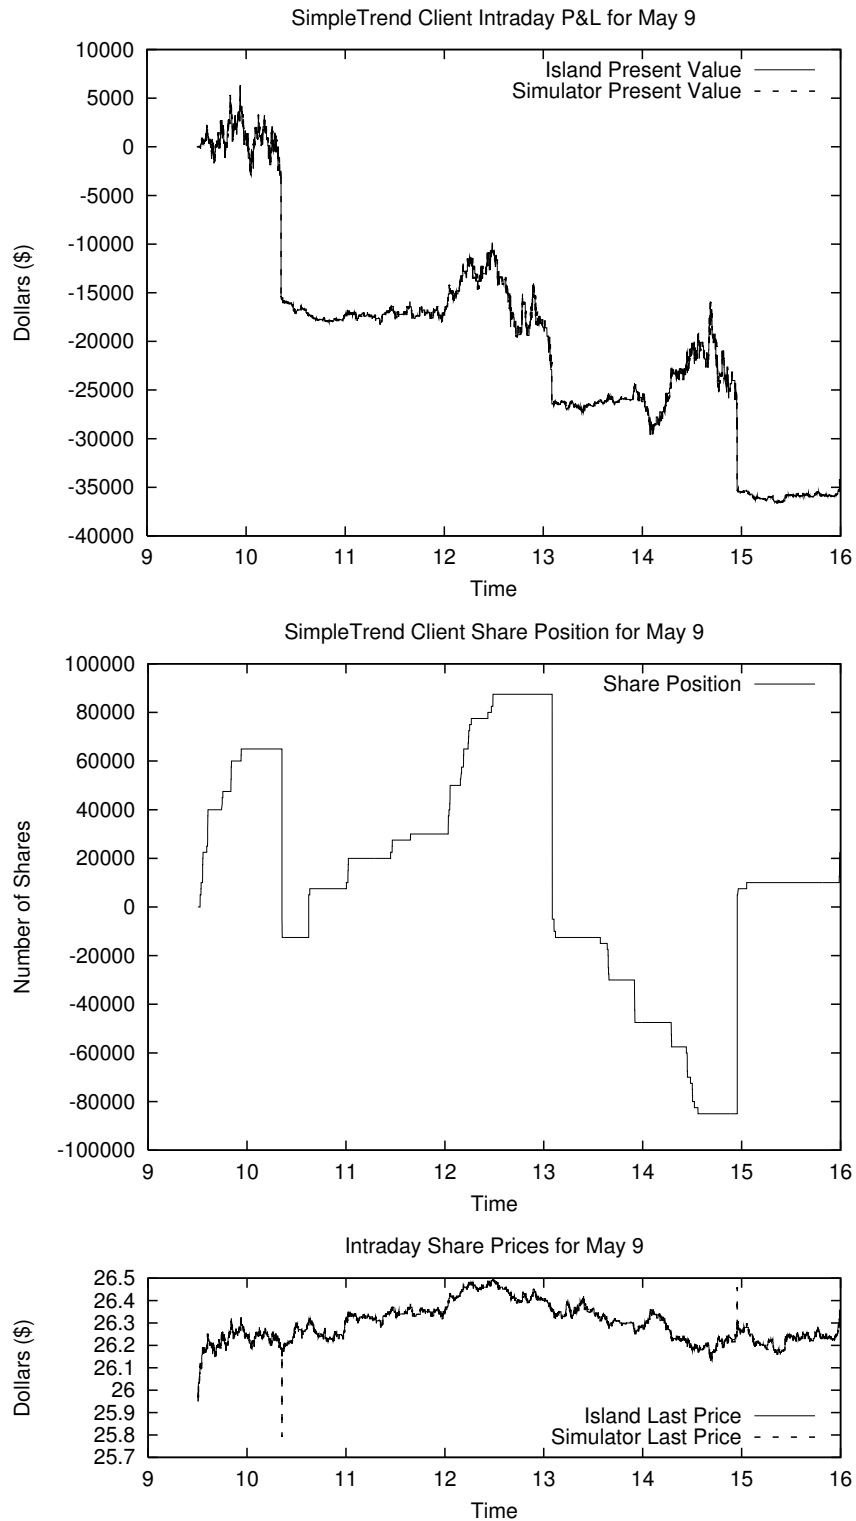 SimpleTrend Client Intraday P&L for May 9
10000
Island Present Value
Simulator Present Value
5000
0
-5000
-10000
-15000
-20000
-25000
-30000
-35000
-40000
Dollars ($)
9 10 11 12 13 14 15 16
Time
SimpleTrend Client Share Position for May 9
100000
Share Position
80000
60000
40000
20000
0
-20000
-40000
-60000
-80000
-100000
Number of Shares
9 10 11 12 13 14 15 16
Time
Intraday Share Prices for May 9
26.5
26.4
26.3
26.2
26.1
26
25.9
25.8
25.7
Dollars ($)
Island Last Price
Simulator Last Price
9 10 11 12 13 14 15 16
Time